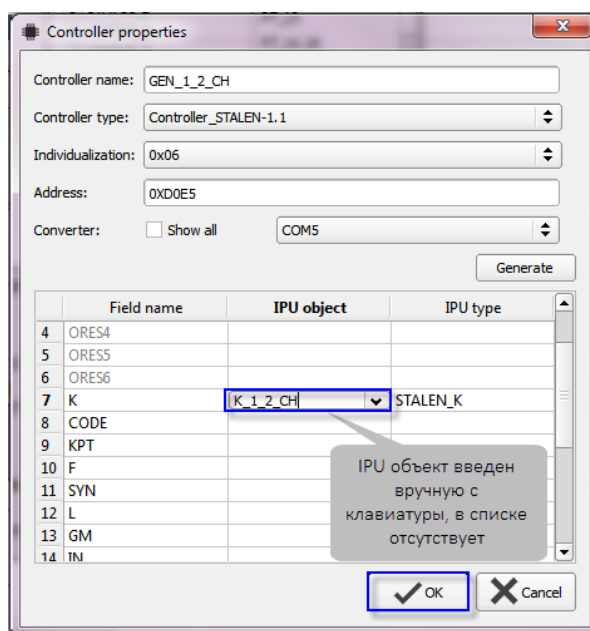 Controller properties
Controller name: GEN_1_2_CH
Controller type: Controller_STALEN-1.1
Individualization: 0x06
Address: 0XD0E5
Converter: Show all COM5
Generate
Field name IPU object IPU type
4 ORES4
5 ORES5
6 ORES6
7 K K_1_2_CH STALEN_K
8 CODE
9 KPT
10 F
11 SYN
12 L
13 GM
14 IN
IPU объект введен
вручную с
клавиатуры, в списке
отсутствует
OK Cancel